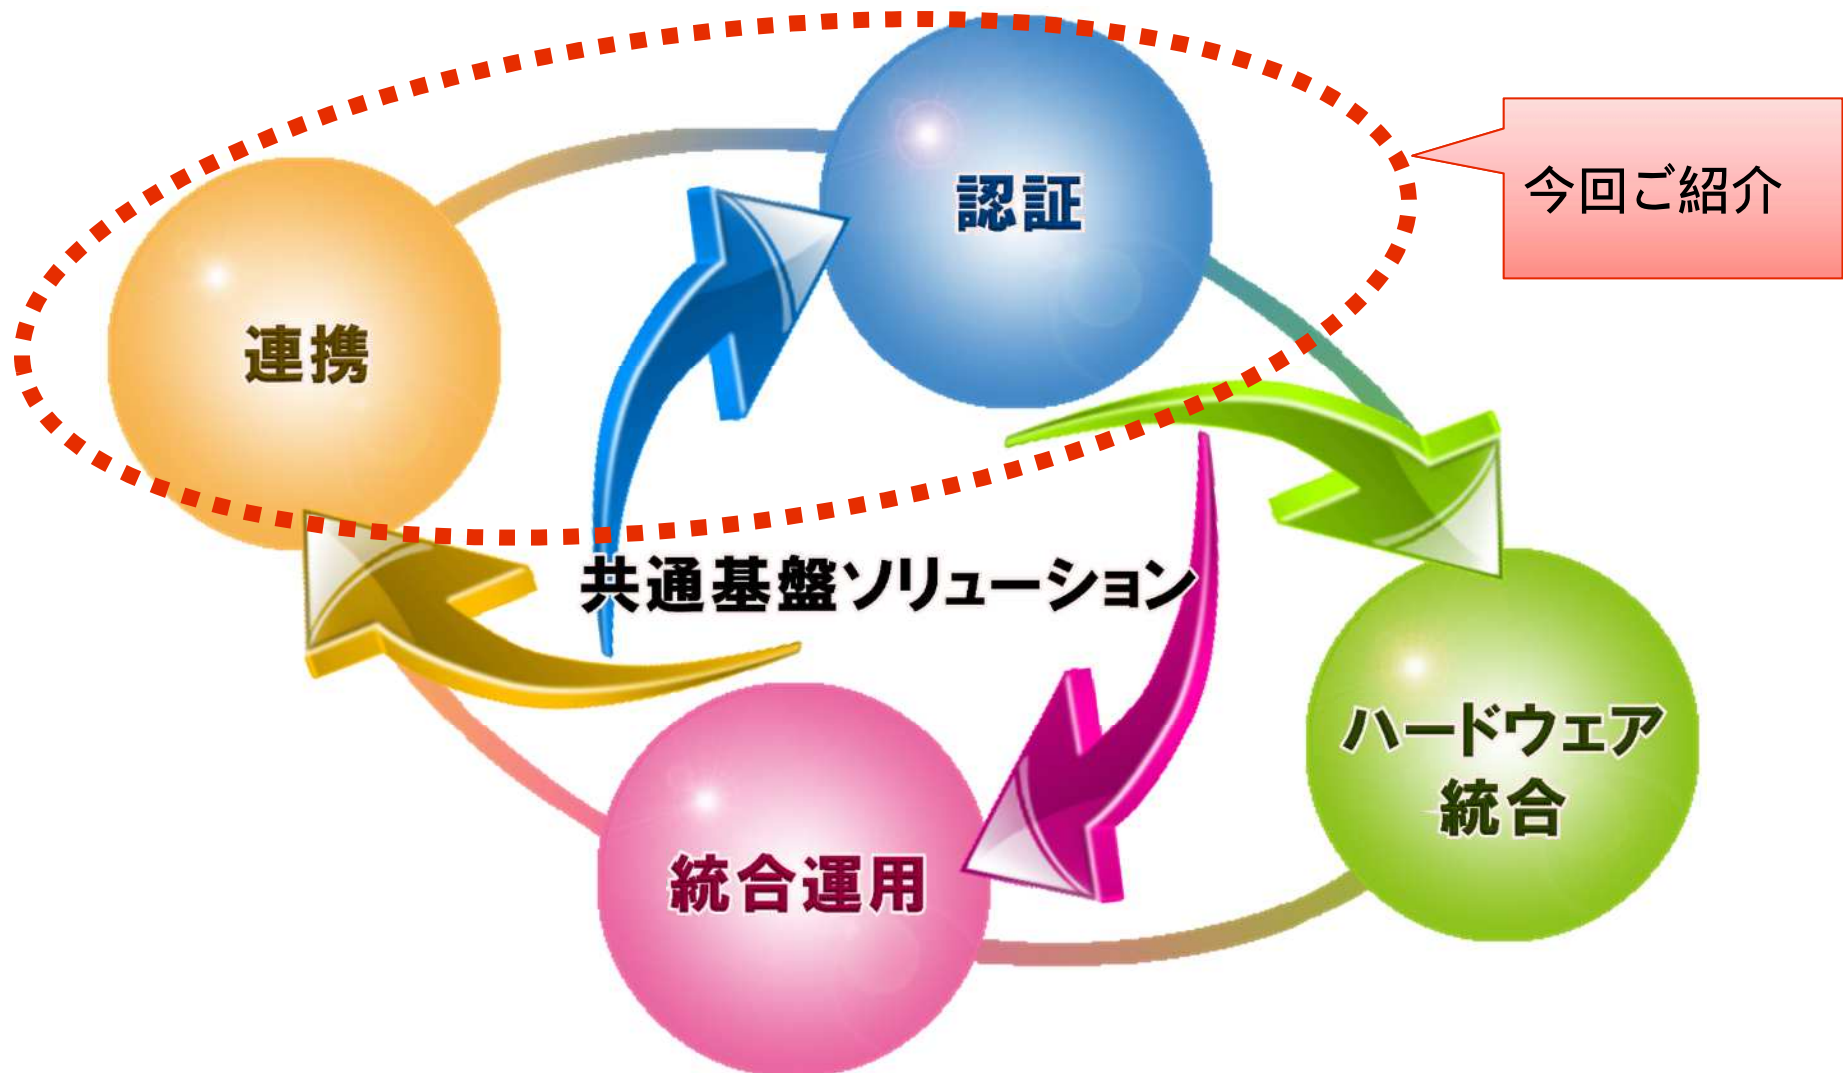 認証
今回ご紹介
連携
共通基盤ソリューション
ハードウェア
統合
統合運用